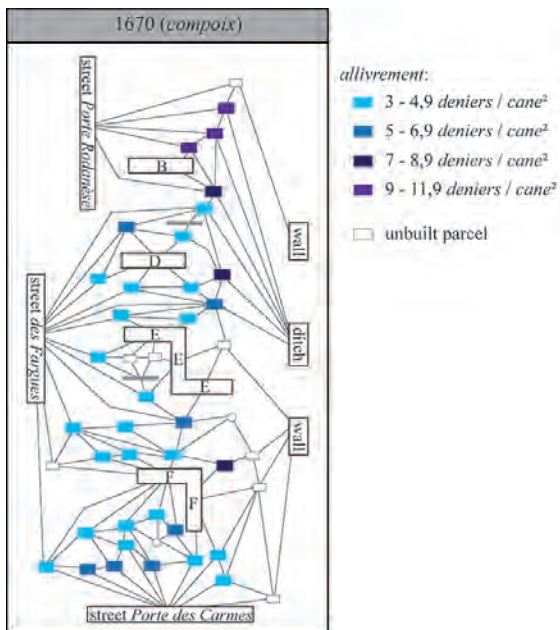 1670 (compoix)
street Porte Rodanèse
B
wall
D
ditch
street des Fargues
E
E
E
wall
F
F
street Porte des Carmes
allivrement:
3 - 4,9 deniers / cane²
5 - 6,9 deniers / cane²
7 - 8,9 deniers / cane²
9 - 11,9 deniers / cane²
unbuilt parcel